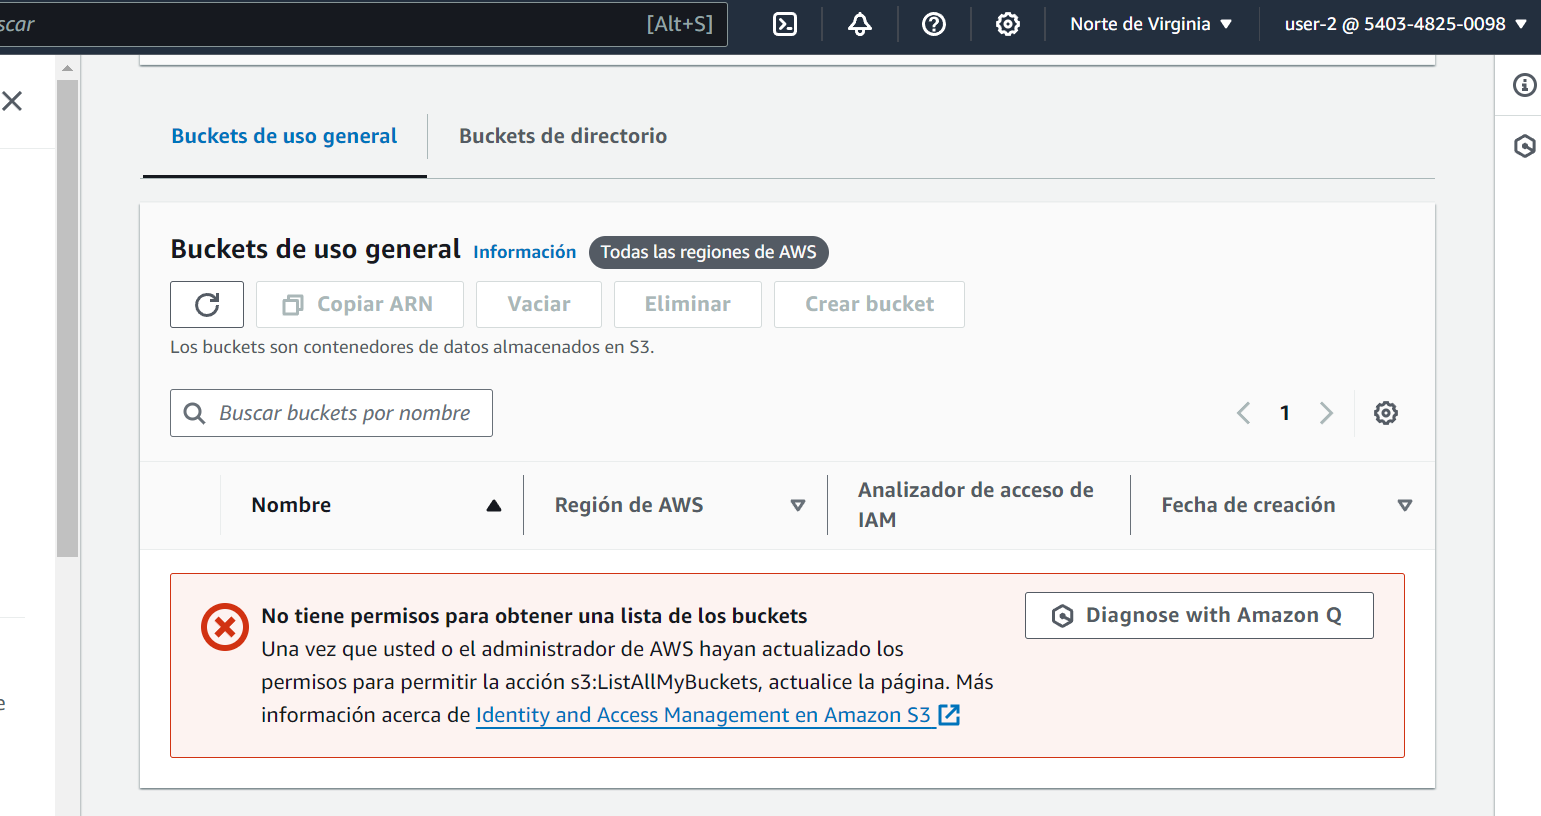 scar
[Alt+S]
Norte de Virginia
user-2 @ 5403-4825-0098
Buckets de uso general
Buckets de directorio
Buckets de uso general
Información
Todas las regiones de AWS
Copiar ARN
Vaciar
Eliminar
Crear bucket
Los buckets son contenedores de datos almacenados en S3.
Buscar buckets por nombre
1
Nombre
Región de AWS
Analizador de acceso de
IAM
Fecha de creación
No tiene permisos para obtener una lista de los buckets
Una vez que usted o el administrador de AWS hayan actualizado los
permisos para permitir la acción s3:ListAllMyBuckets, actualice la página. Más
información acerca de Identity and Access Management en Amazon S3
Diagnose with Amazon Q
e